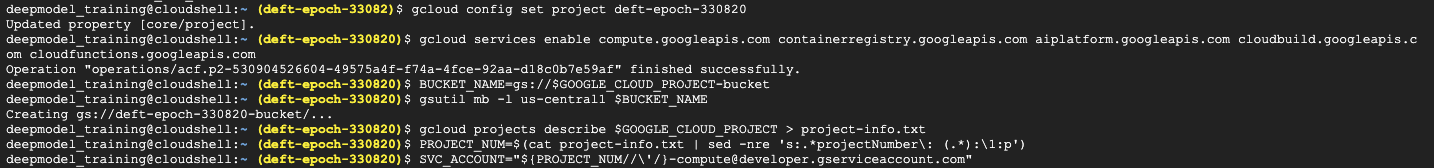 deepmodel_training@cloudshell:~ (deft-epoch-33082)$ gcloud config set project deft-epoch-330820
Updated property [core/project].
deepmodel_training@cloudshell:~ (deft-epoch-330820)$ gcloud services enable compute.googleapis.com containerregistry.googleapis.com aiplatform.googleapis.com cloudbuild.googleapis.c
om cloudfunctions.googleapis.com
Operation "operations/acf.p2-530904526604-49575a4f-f74a-4fce-92aa-d18c0b7e59af" finished successfully.
deepmodel_training@cloudshell:~ (deft-epoch-330820)$ BUCKET_NAME=gs://$GOOGLE_CLOUD_PROJECT-bucket
deepmodel_training@cloudshell:~ (deft-epoch-330820)$ gsutil mb -l us-central1 $BUCKET_NAME
Creating gs://deft-epoch-330820-bucket/...
deepmodel_training@cloudshell:~ (deft-epoch-330820)$ gcloud projects describe $GOOGLE_CLOUD_PROJECT > project-info.txt
deepmodel_training@cloudshell:~ (deft-epoch-330820)$ PROJECT_NUM=$(cat project-info.txt | sed -nre 's:.*projectNumber\: (.*):\1:p')
deepmodel_training@cloudshell:~ (deft-epoch-330820)$ SVC_ACCOUNT="${PROJECT_NUM//\'/}-compute@developer.gserviceaccount.com"